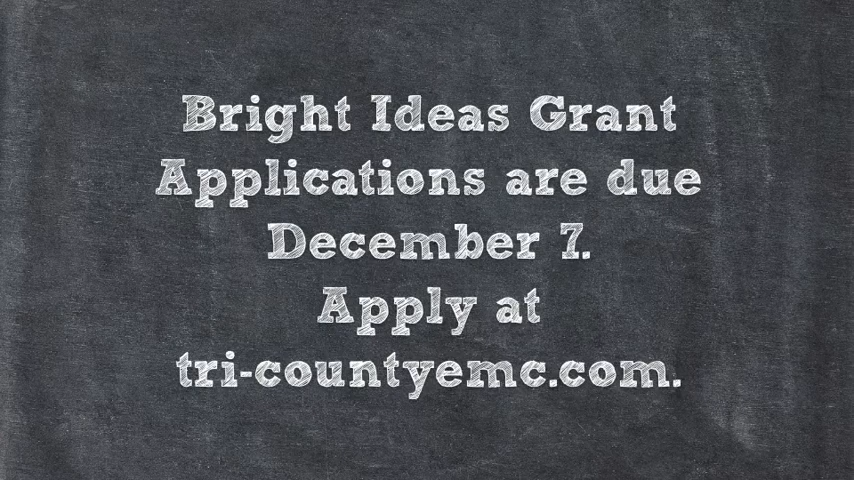 Bright Ideas Grant
Applications are due
December 7.
Apply at
tri-countyemc.com.